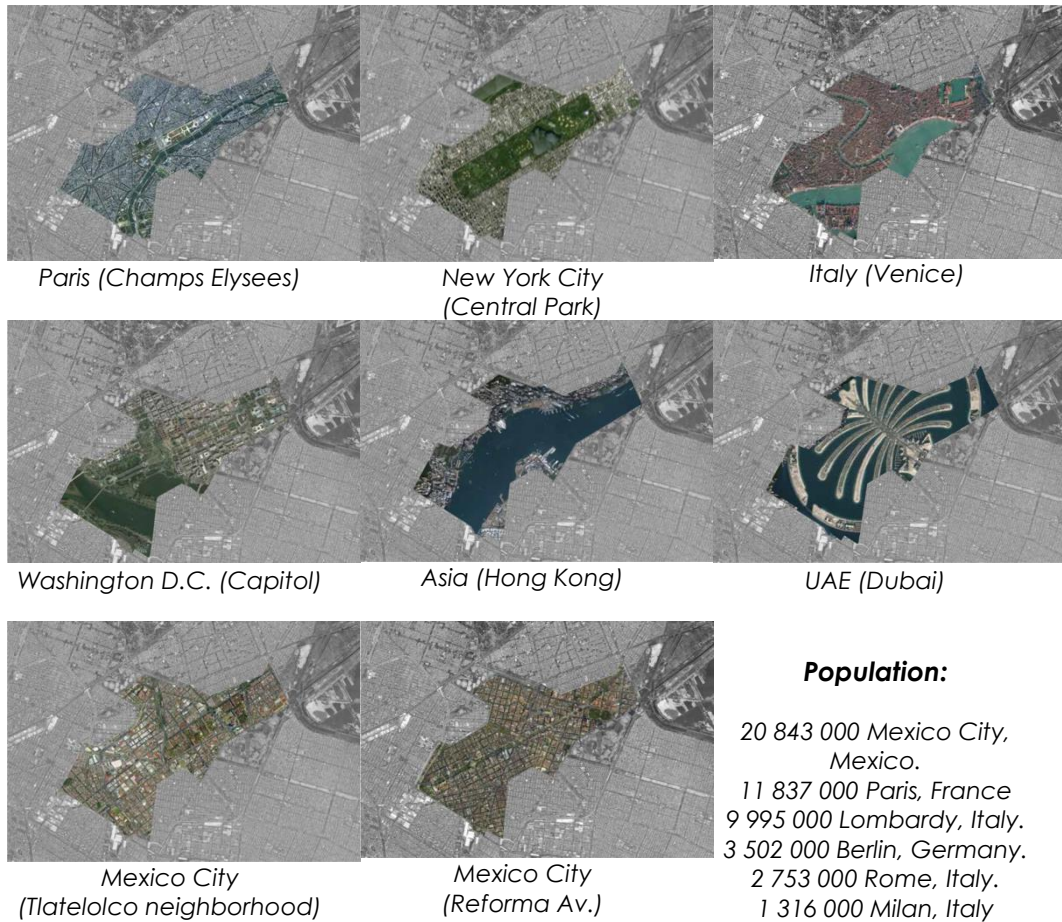 Paris (Champs Elysees)
New York City
(Central Park)
Italy (Venice)
Washington D.C. (Capitol)
Asia (Hong Kong)
UAE (Dubai)
Mexico City
(Tlatelolco neighborhood)
Mexico City
(Reforma Av.)
Population:
20 843 000 Mexico City,
Mexico.
11 837 000 Paris, France
9 995 000 Lombardy, Italy.
3 502 000 Berlin, Germany.
2 753 000 Rome, Italy.
1 316 000 Milan, Italy